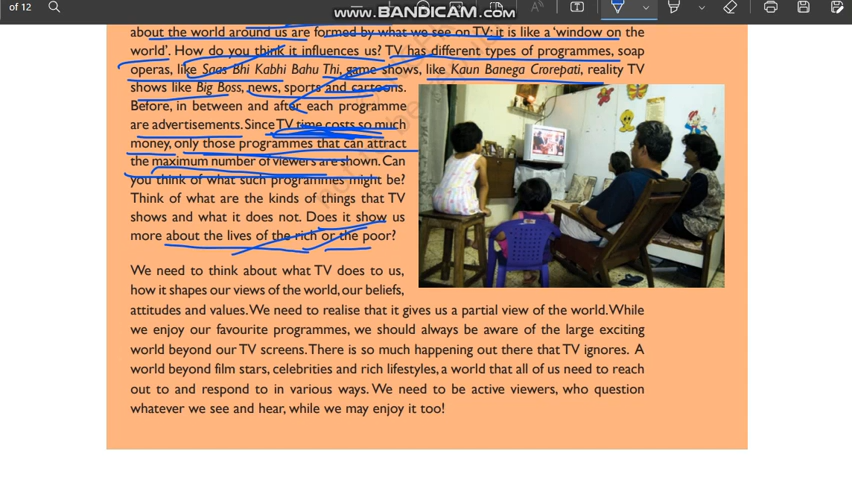 of 12
www.BANDICAM.com
about the world around us are formed by what we see on TV: it is like a 'window on the
world'. How do you think it influences us? TV has different types of programmes, soap
operas, like Saas Bhi Kabhi Bahu Thi, game shows, like Kaun Banega Crorepati, reality TV
shows like Big Boss, news, sports and cartoons.
Before, in between and after each programme
are advertisements. Since TV time costs so much
money, only those programmes that can attract
the maximum number of viewers are shown. Can
you think of what such programmes might be?
Think of what are the kinds of things that TV
shows and what it does not. Does it show us
more about the lives of the rich or the poor?
We need to think about what TV does to us,
how it shapes our views of the world, our beliefs,
attitudes and values. We need to realise that it gives us a partial view of the world. While
we enjoy our favourite programmes, we should always be aware of the large exciting
world beyond our TV screens. There is so much happening out there that TV ignores. A
world beyond film stars, celebrities and rich lifestyles, a world that all of us need to reach
out to and respond to in various ways. We need to be active viewers, who question
whatever we see and hear, while we may enjoy it too!